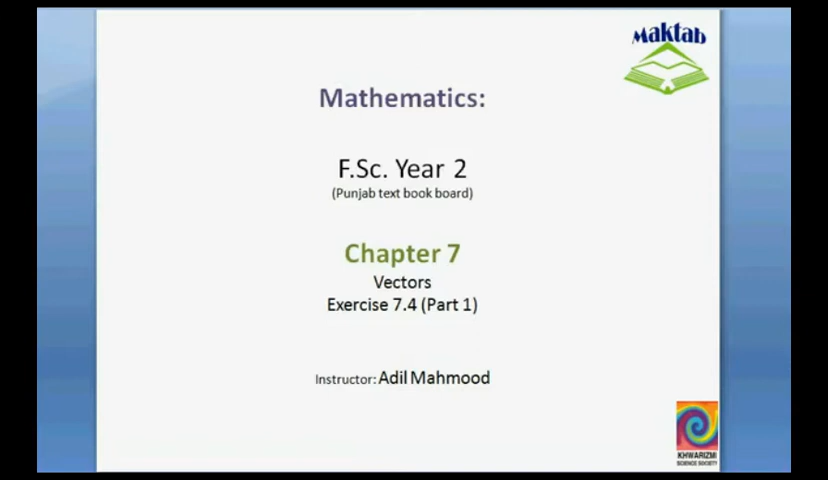 Maktab
Mathematics:
F.Sc. Year 2
(Punjab text book board)
Chapter 7
Vectors
Exercise 7.4 (Part 1)
Instructor: Adil Mahmood
KHWARIZMI
SCIENCE SOCIETY